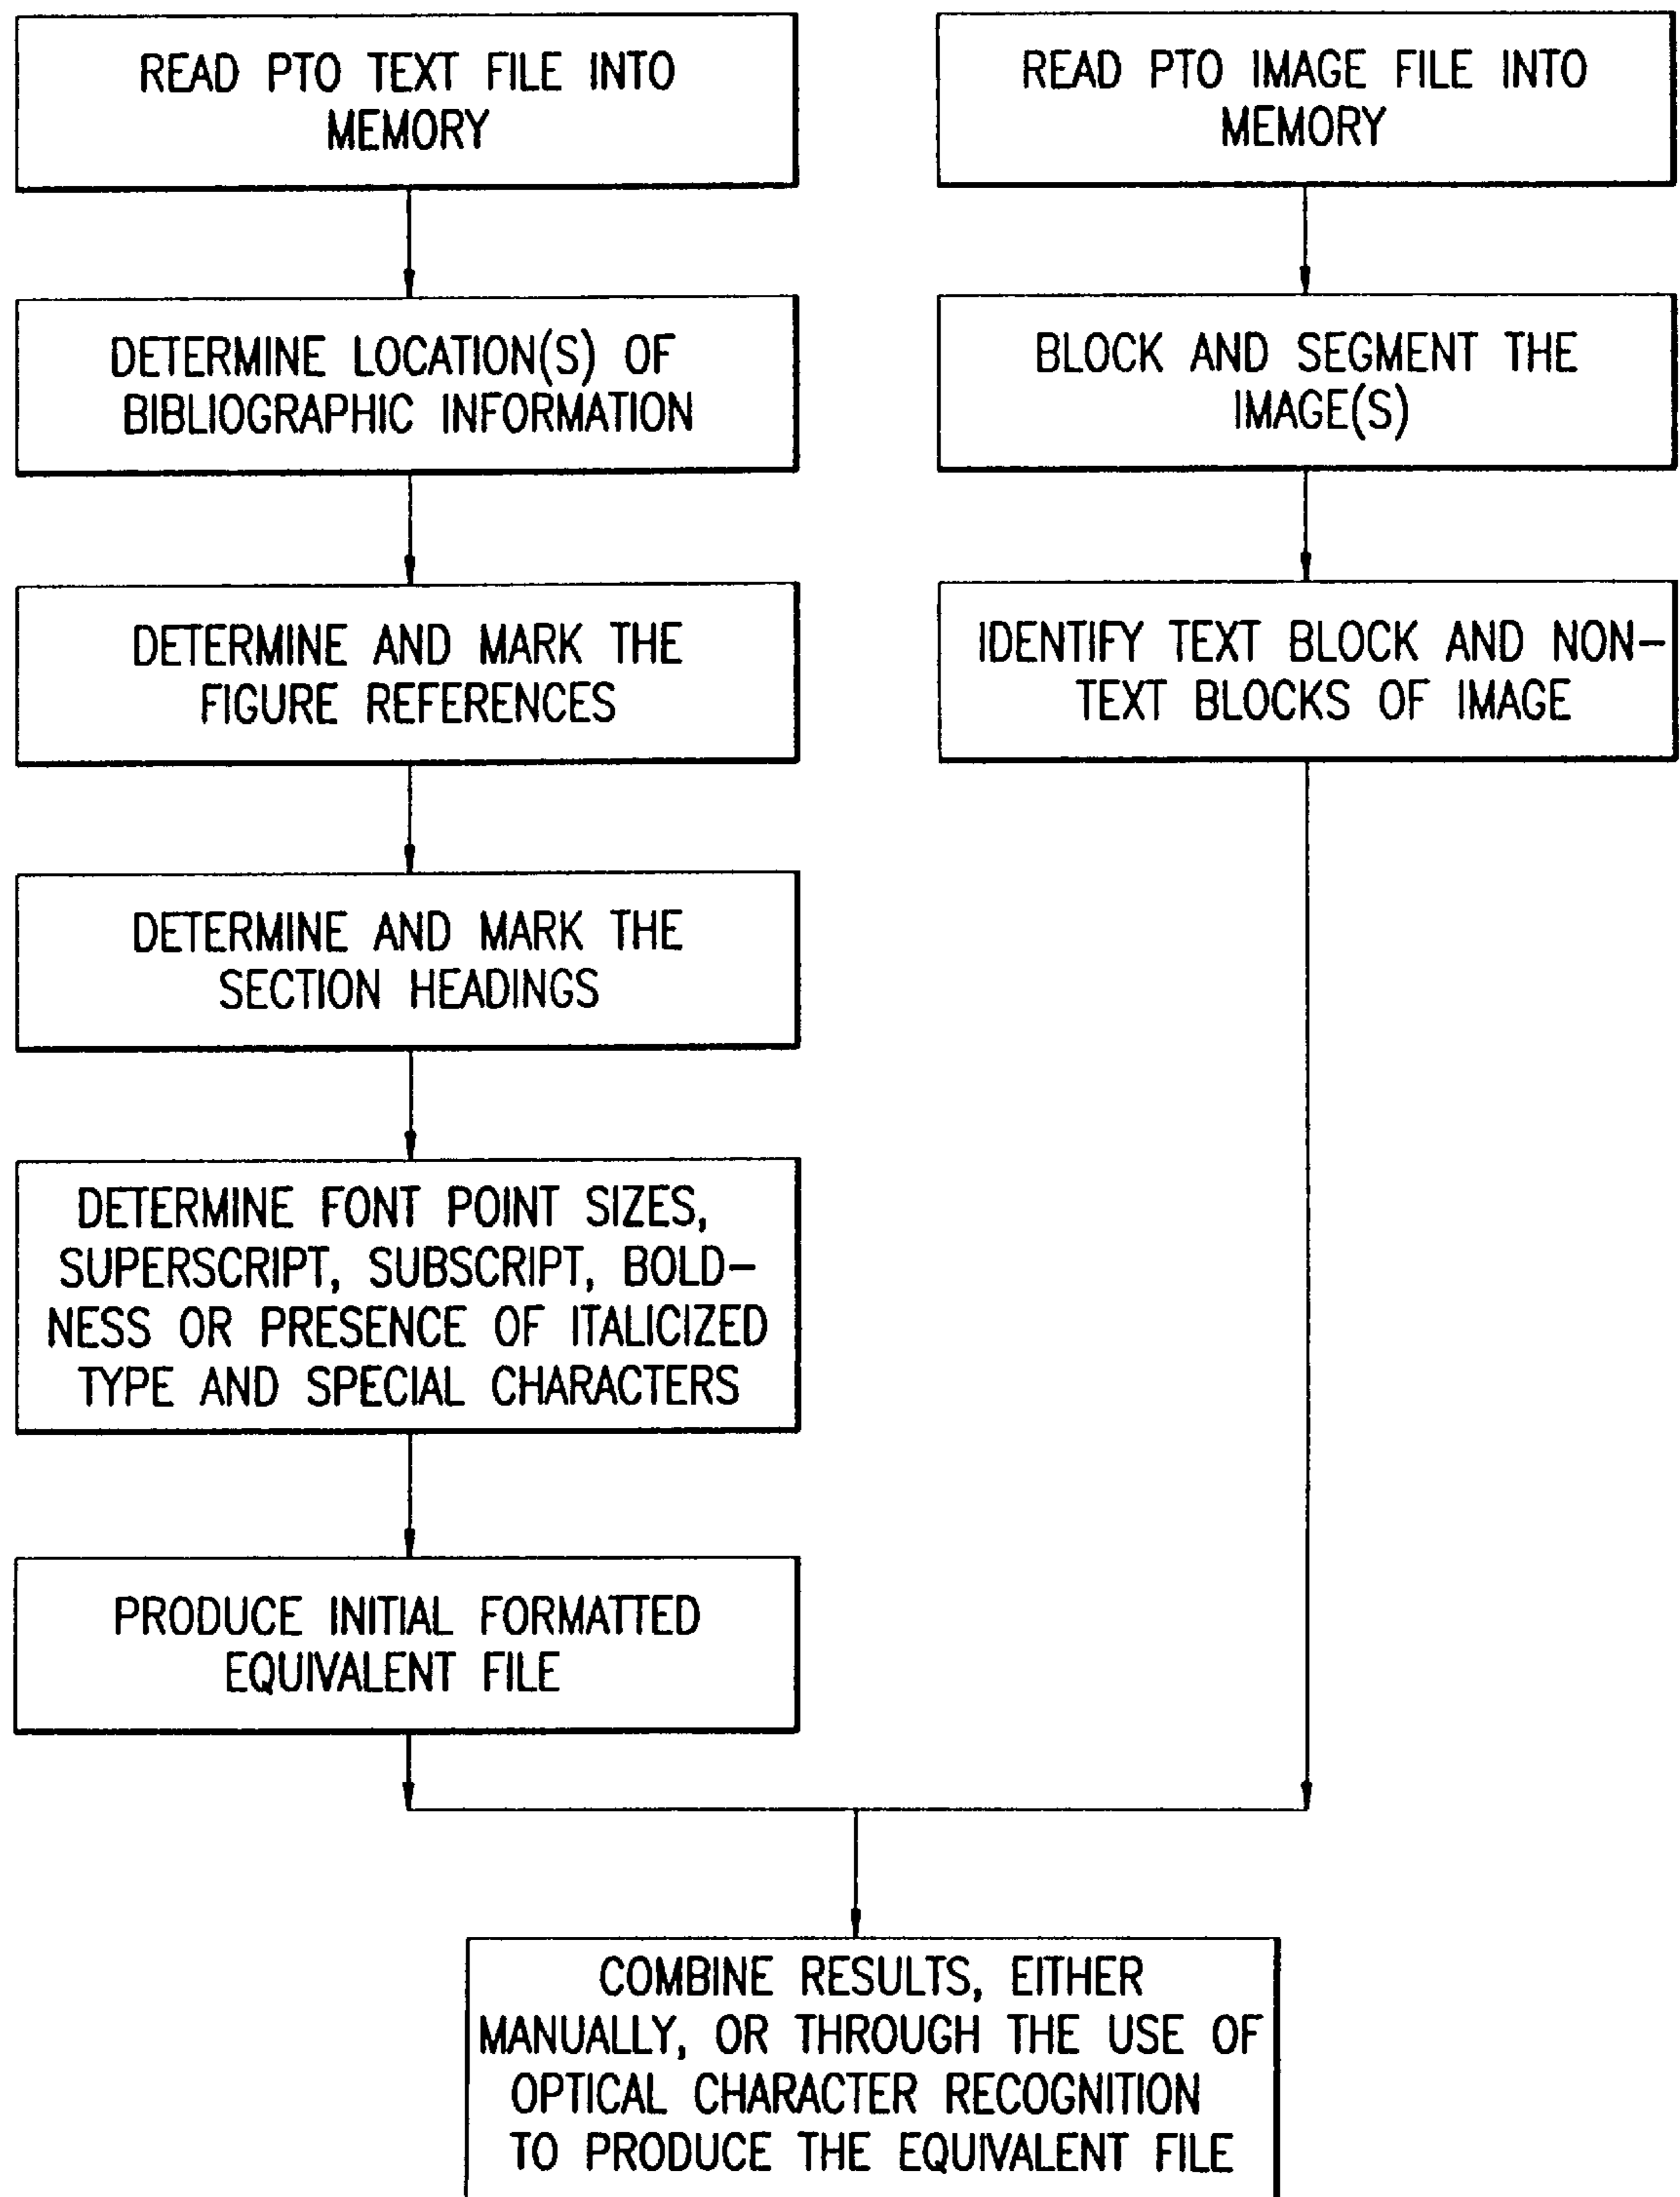 READ PTO TEXT FILE INTO
MEMORY
DETERMINE LOCATION(S) OF
BIBLIOGRAPHIC INFORMATION
DETERMINE AND MARK THE
FIGURE REFERENCES
DETERMINE AND MARK THE
SECTION HEADINGS
DETERMINE FONT POINT SIZES,
SUPERSCRIPT, SUBSCRIPT, BOLD-
NESS OR PRESENCE OF ITALICIZED
TYPE AND SPECIAL CHARACTERS
PRODUCE INITIAL FORMATTED
EQUIVALENT FILE
READ PTO IMAGE FILE INTO
MEMORY
BLOCK AND SEGMENT THE
IMAGE(S)
IDENTIFY TEXT BLOCK AND NON-
TEXT BLOCKS OF IMAGE
COMBINE RESULTS, EITHER
MANUALLY, OR THROUGH THE USE OF
OPTICAL CHARACTER RECOGNITION
TO PRODUCE THE EQUIVALENT FILE